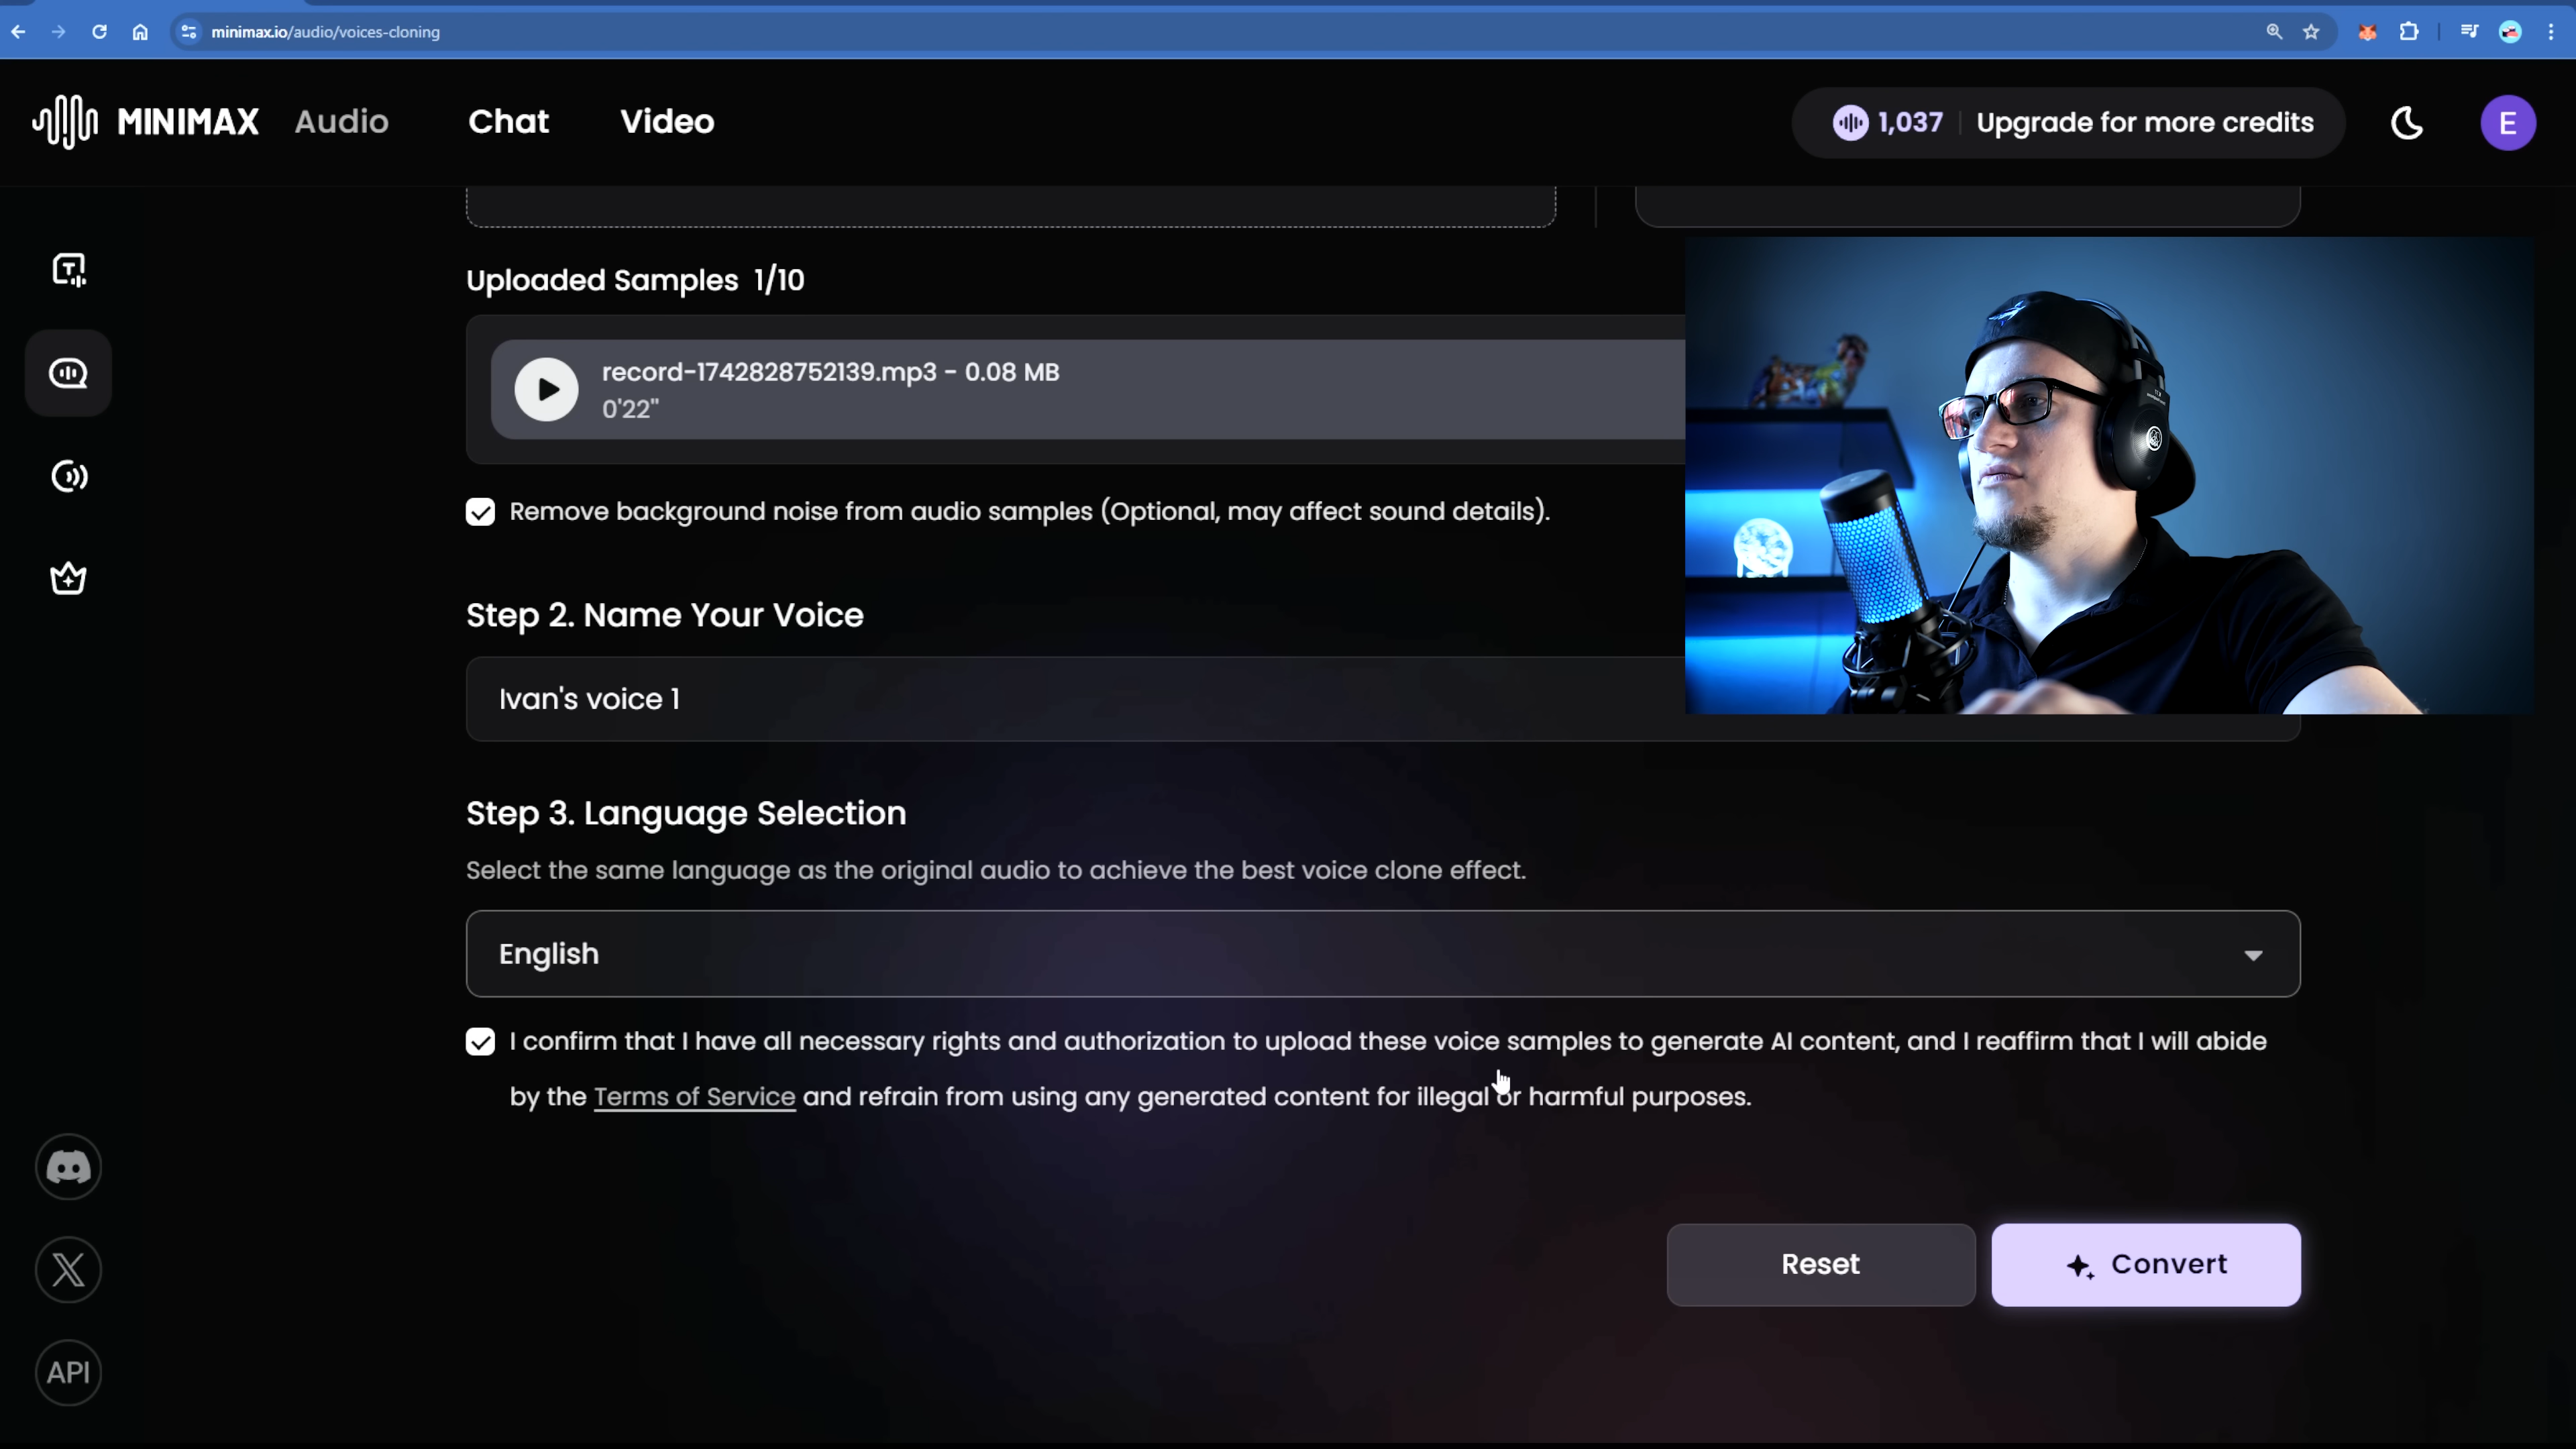 minimax.io/audio/voices-cloning
MINIMAX Audio Chat Video
1,037 Upgrade for more credits
E
Uploaded Samples 1/10
record-1742828752139.mp3 - 0.08 MB
0'22"
Remove background noise from audio samples (Optional, may affect sound details).
Step 2. Name Your Voice
Ivan's voice 1
Step 3. Language Selection
Select the same language as the original audio to achieve the best voice clone effect.
English
I confirm that I have all necessary rights and authorization to upload these voice samples to generate AI content, and I reaffirm that I will abide
by the Terms of Service and refrain from using any generated content for illegal or harmful purposes.
Reset Convert
API